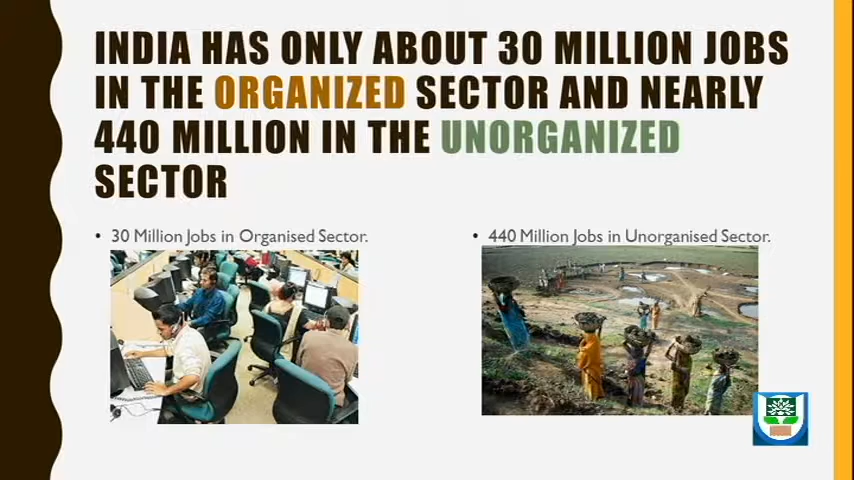 INDIA HAS ONLY ABOUT 30 MILLION JOBS
IN THE ORGANIZED SECTOR AND NEARLY
440 MILLION IN THE UNORGANIZED
SECTOR
• 30 Million Jobs in Organised Sector.
• 440 Million Jobs in Unorganised Sector.